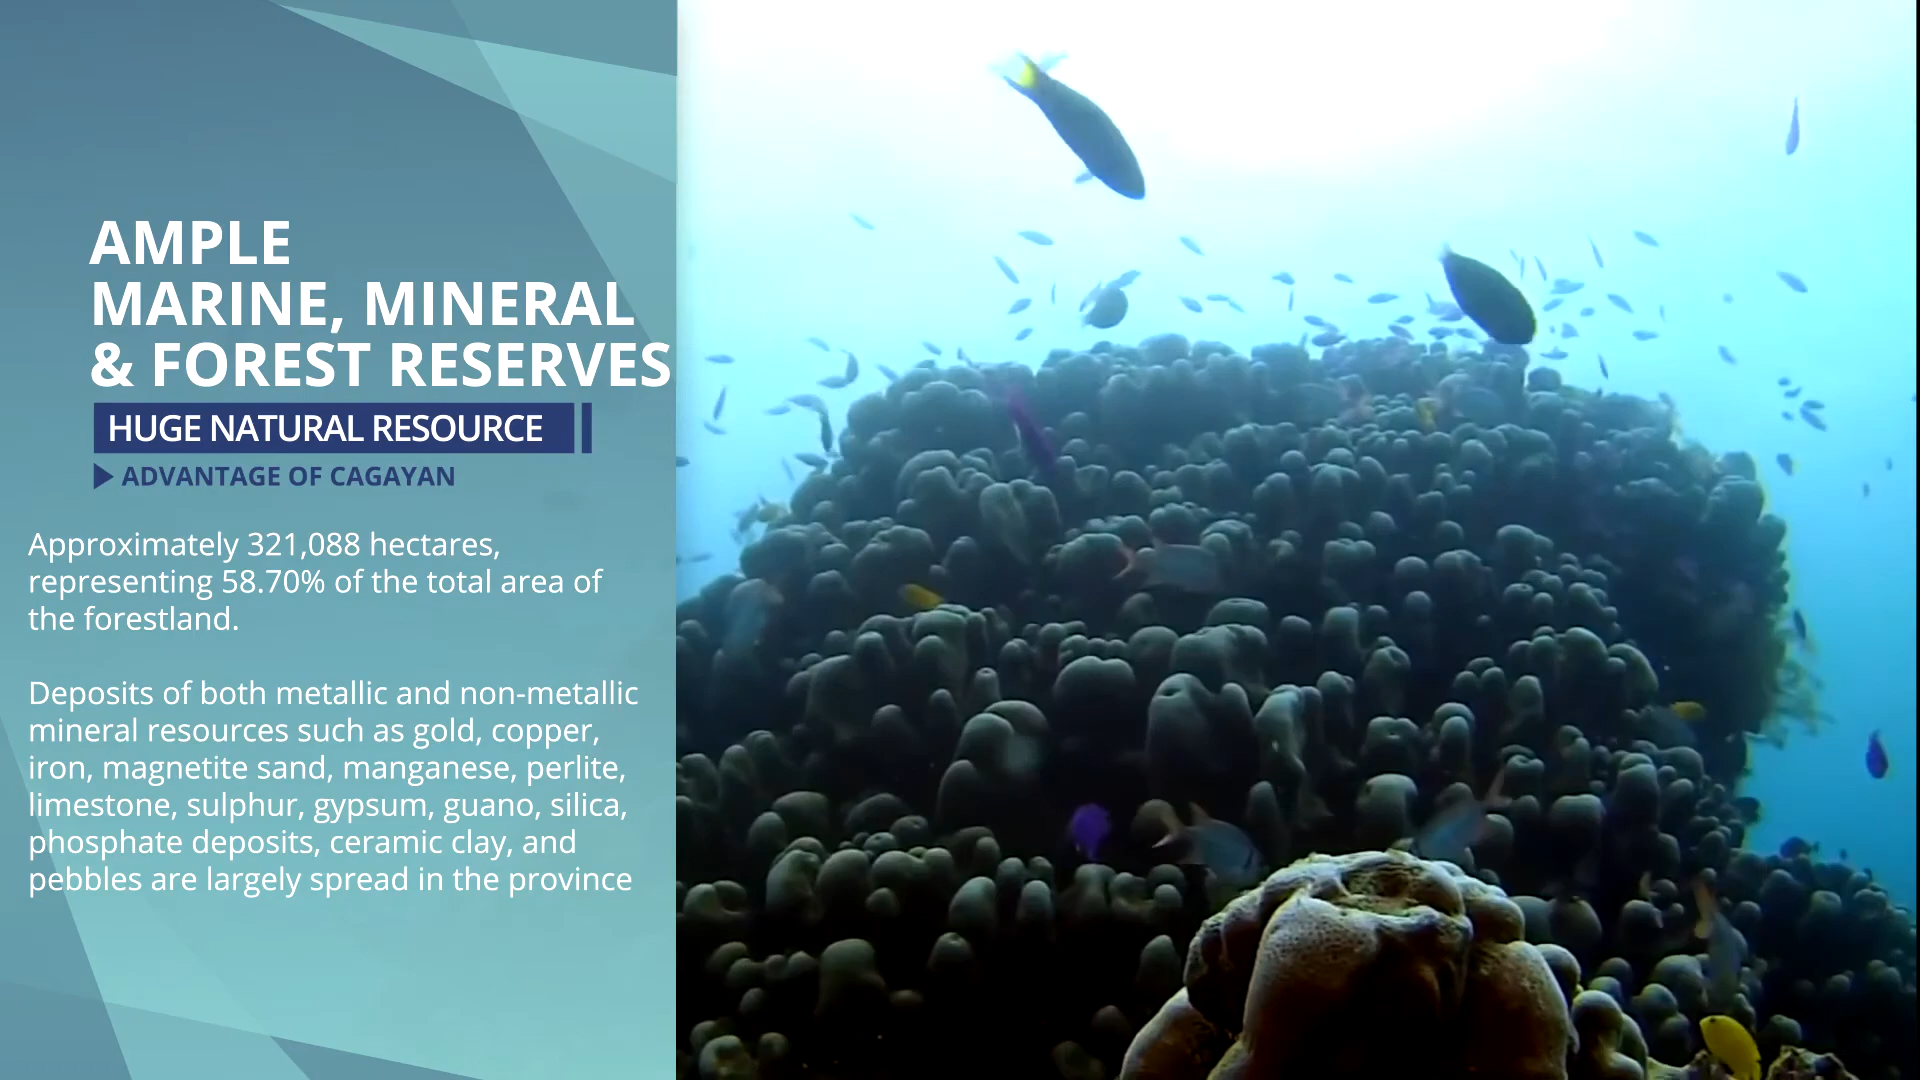 AMPLE
MARINE, MINERAL
& FOREST RESERVES
HUGE NATURAL RESOURCE
ADVANTAGE OF CAGAYAN
Approximately 321,088 hectares,
representing 58.70% of the total area of
the forestland.
Deposits of both metallic and non-metallic
mineral resources such as gold, copper,
iron, magnetite sand, manganese, perlite,
limestone, sulphur, gypsum, guano, silica,
phosphate deposits, ceramic clay, and
pebbles are largely spread in the province